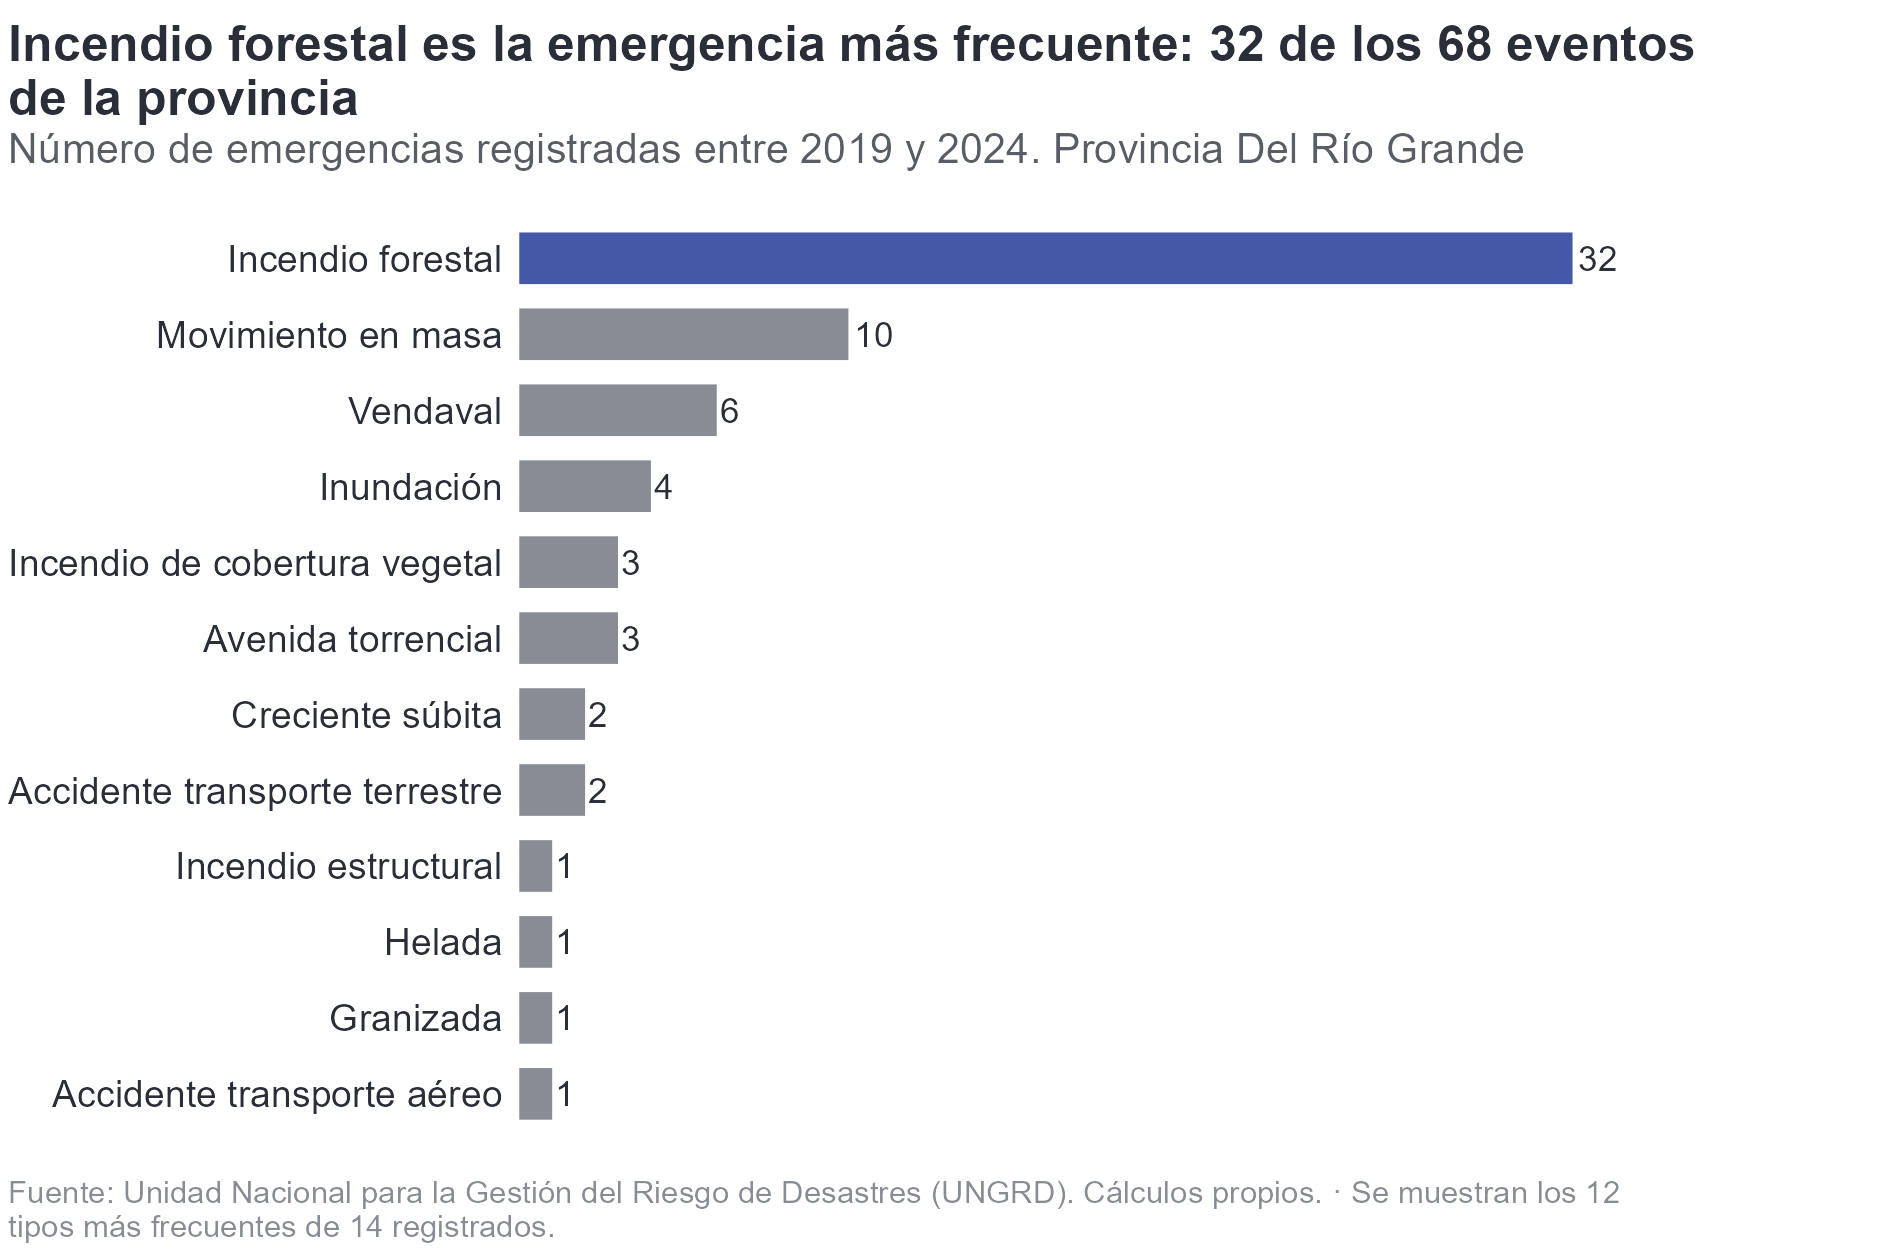 Incendio forestal es la emergencia más frecuente: 32 de los 68 eventos
de la provincia
Número de emergencias registradas entre 2019 y 2024. Provincia Del Río Grande
Incendio forestal 32
Movimiento en masa 10
Vendaval 6
Inundación 4
Incendio de cobertura vegetal 3
Avenida torrencial 3
Creciente súbita 2
Accidente transporte terrestre 2
Incendio estructural 1
Helada 1
Granizada 1
Accidente transporte aéreo 1
Fuente: Unidad Nacional para la Gestión del Riesgo de Desastres (UNGRD). Cálculos propios. · Se muestran los 12
tipos más frecuentes de 14 registrados.